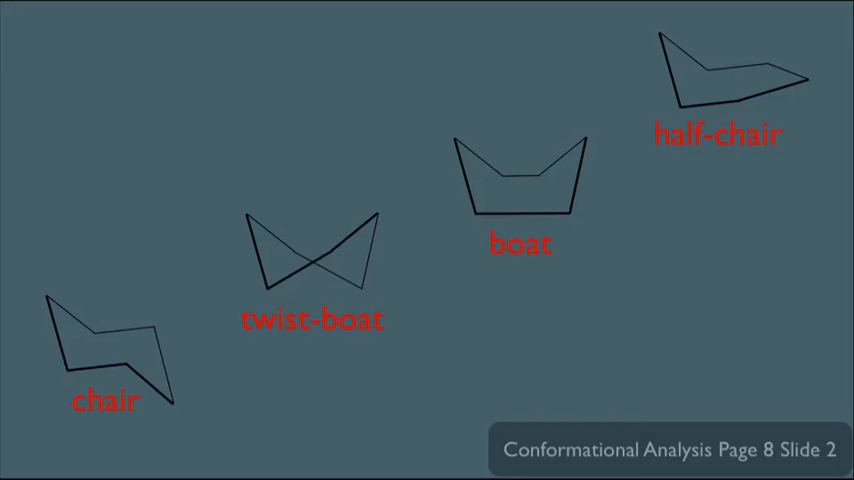 half-chair
boat
twist-boat
chair
Conformational Analysis Page 8 Slide 2